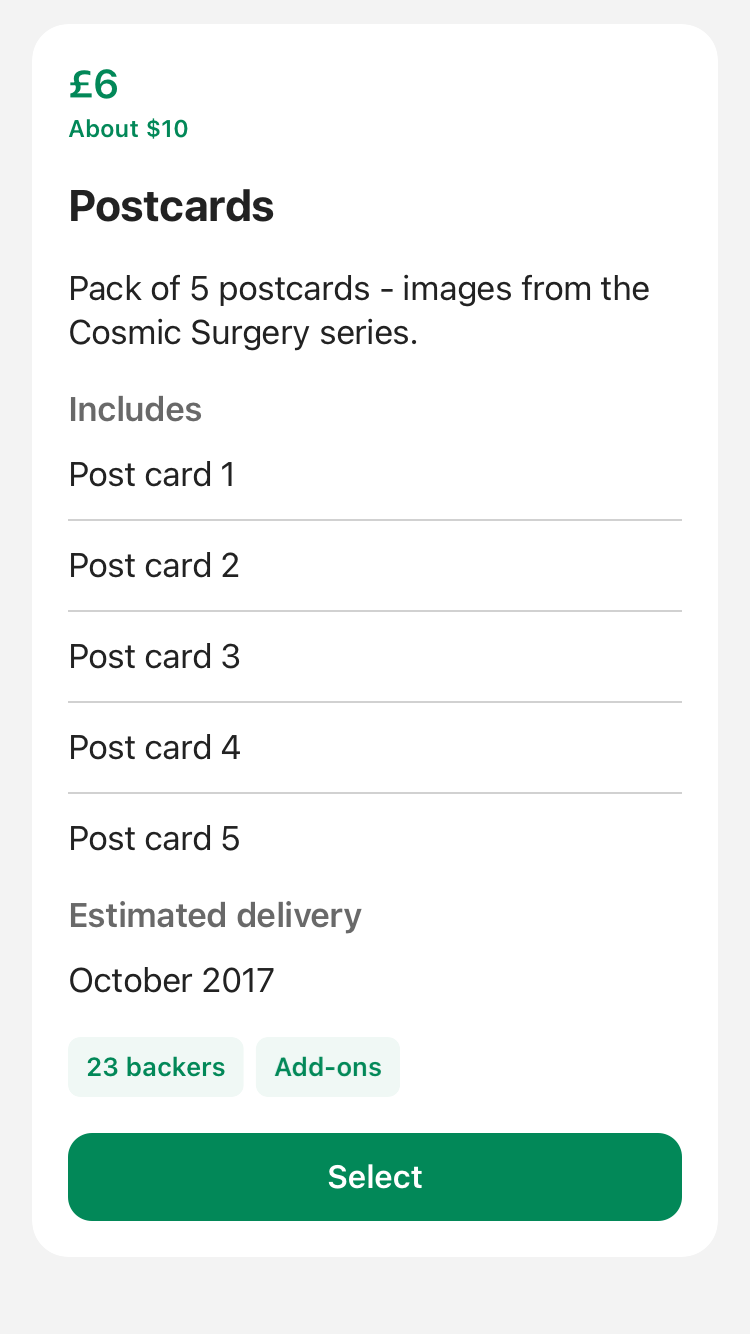 £6
About $10
Postcards
Pack of 5 postcards - images from the
Cosmic Surgery series.
Includes
Post card 1
Post card 2
Post card 3
Post card 4
Post card 5
Estimated delivery
October 2017
23 backers
Add-ons
Select